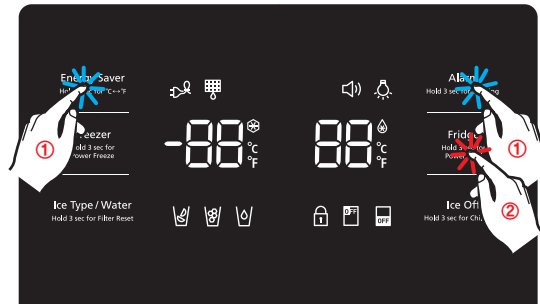 Energy Saver
for °C↔°F
Alarm
Hold 3 sec for
①
Freezer
Hold 3 sec for
Power Freeze
-88
°C
°F
88
°C
°F
Fridge
Hold 3 sec for
Power
①
②
Ice Type / Water
Hold 3 sec for Filter Reset
OFF
OFF
Ice Off
Hold 3 sec for